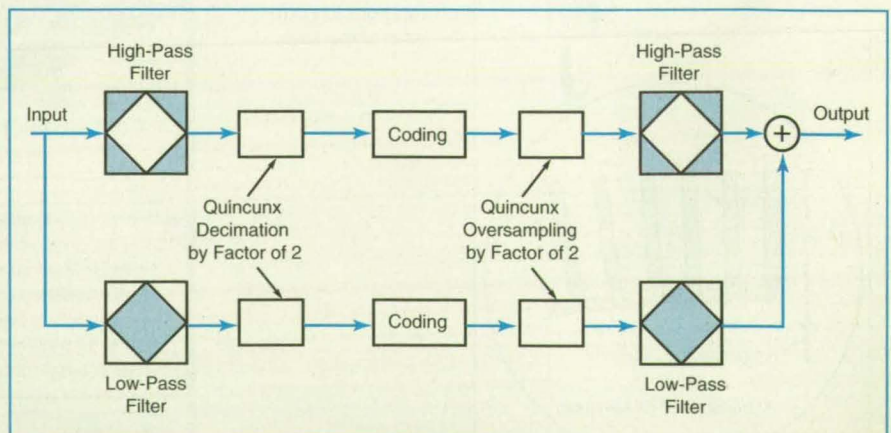 High-Pass
Filter
High-Pass
Filter
Input
Output
Coding
+
Quincunx
Decimation
by Factor of 2
Quincunx
Oversampling
by Factor of 2
Coding
Low-Pass
Filter
Low-Pass
Filter